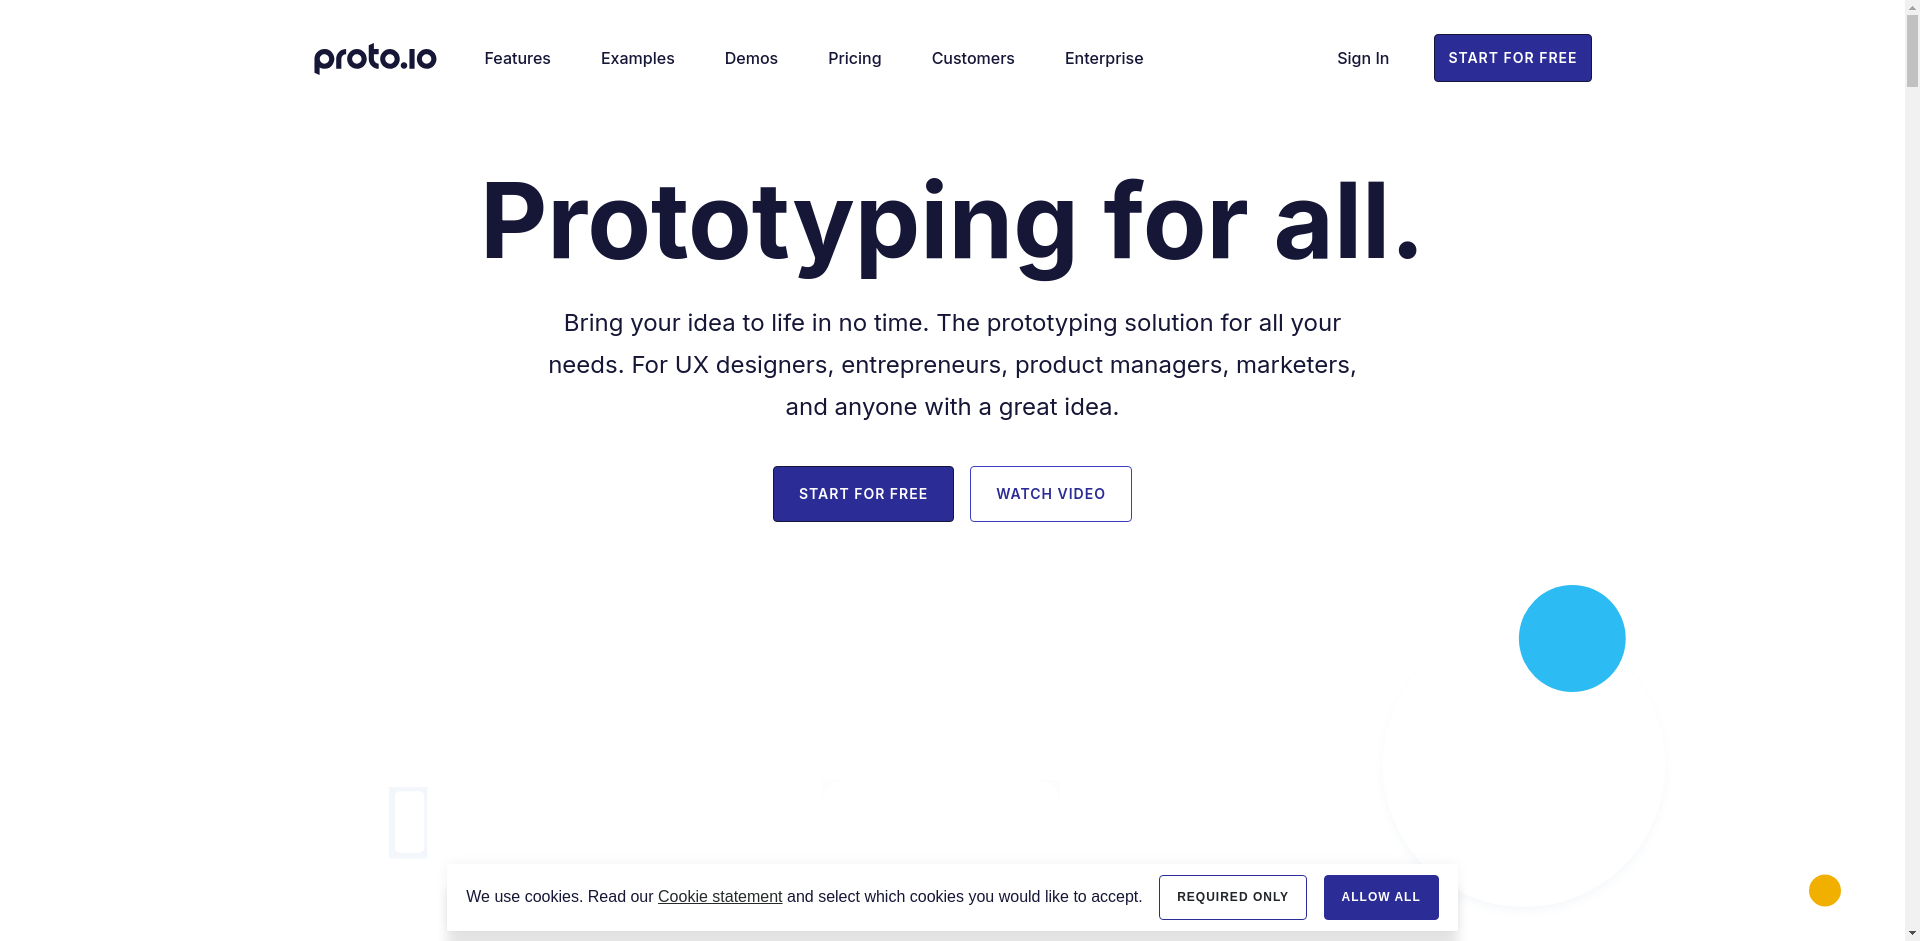 proto.io
Features
Examples
Demos
Pricing
Customers
Enterprise
Sign In
START FOR FREE
Prototyping for all.
Bring your idea to life in no time. The prototyping solution for all your
needs. For UX designers, entrepreneurs, product managers, marketers,
and anyone with a great idea.
START FOR FREE
WATCH VIDEO
We use cookies. Read our Cookie statement and select which cookies you would like to accept.
REQUIRED ONLY
ALLOW ALL